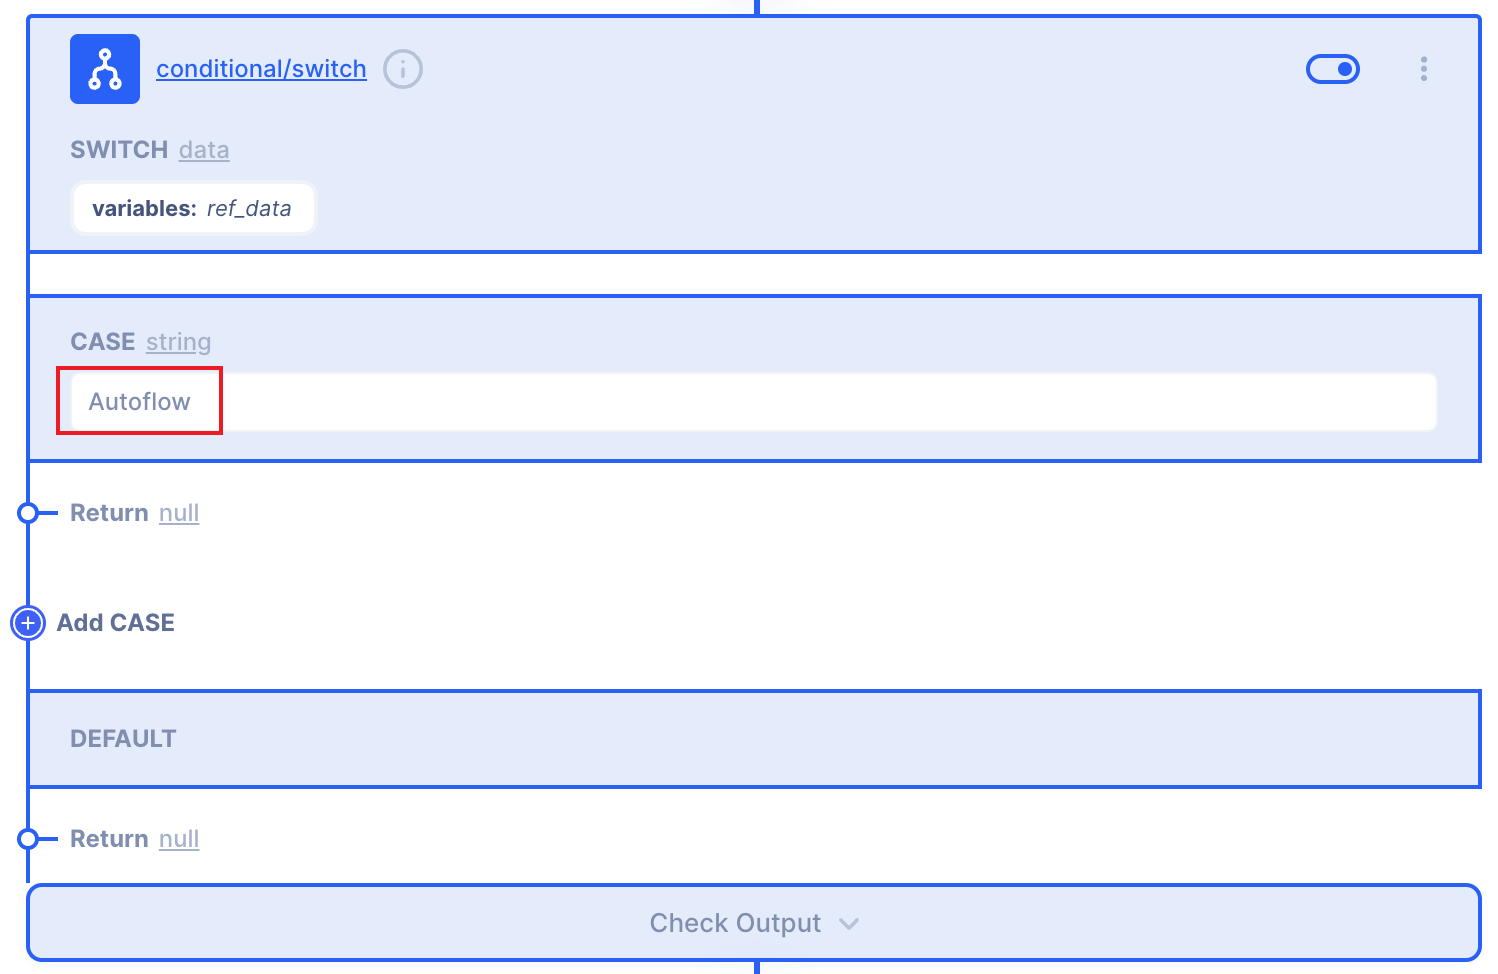 conditional/switch
SWITCH data
variables: ref_data
CASE string
Autoflow
Return null
Add CASE
DEFAULT
Return null
Check Output